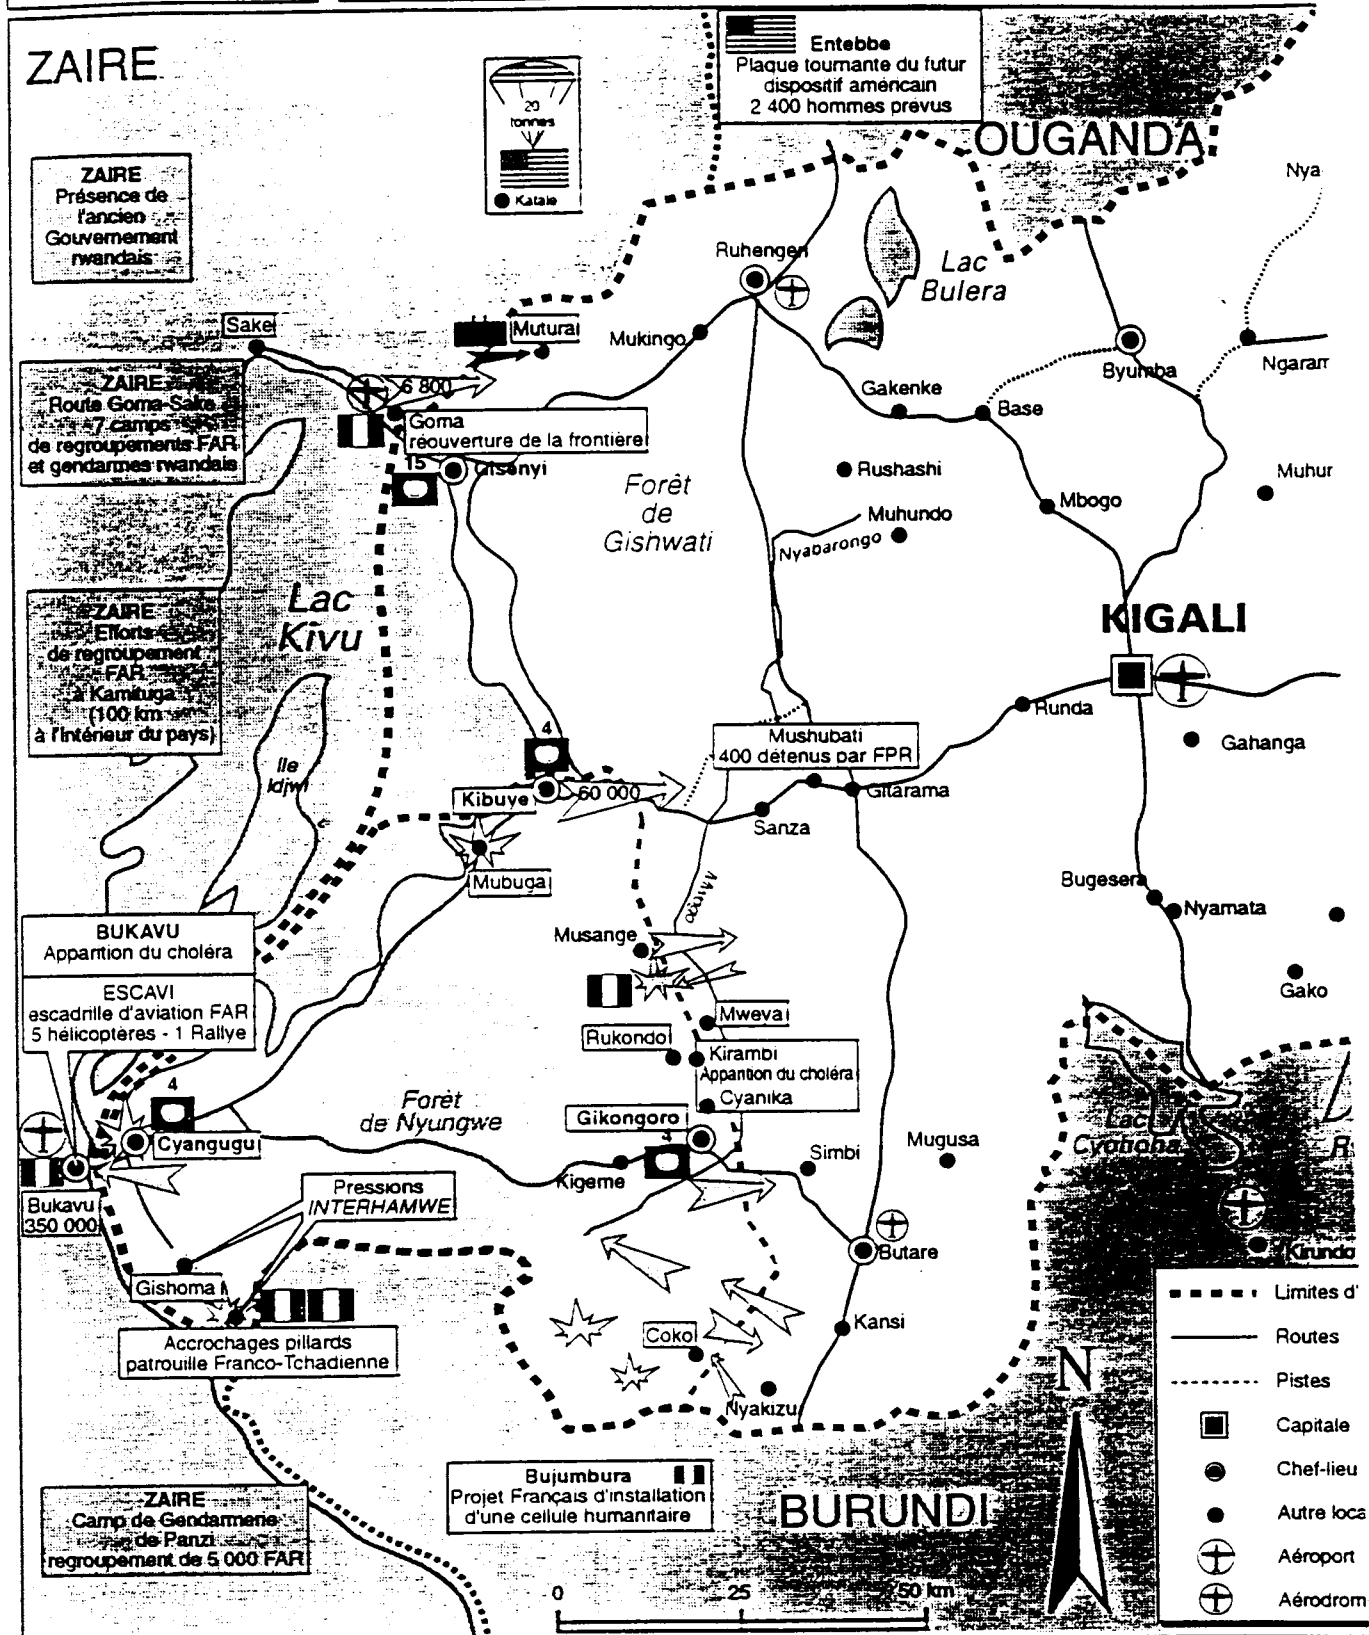 ZAIRE
Entebbe
Plaque tournante du futur
dispositif américain
2 400 hommes prévus
20
tonnes
Katale
OUGANDA
ZAIRE
Présence de
l'ancien
Gouvernement
rwandais
Nya
Ruhengeri
Lac
Bulera
Sake
Mutura
Mukingo
Byumba
Ngararr
ZAIRE
Route Goma-Sake
7 camps
de regroupements FAR
et gendarmes rwandais
6 800
Gakenke
Base
Goma
réouverture de la frontière
15
Gisenyi
Rushashi
Muhur
Forêt
de
Gishwati
Mbogo
Muhundo
Nyabarongo
ZAIRE
Efforts
de regroupement
FAR
à Kamituga
(100 km
à l'intérieur du pays)
Lac
Kivu
KIGALI
Runda
Gahanga
Mushubati
400 détenus par FPR
4
Ile
Idjwi
Kibuye
60 000
Gitarama
Sanza
Mubuga
Bugesera
Nyamata
BUKAVU
Apparition du choléra
ESCAVI
escadrille d'aviation FAR
5 hélicoptères - 1 Rallye
Musange
Gako
Mweva
Rukondo
Kirambi
Apparition du choléra
Cyanika
4
Forêt
de Nyungwe
Gikongoro
4
Cyangugu
Simbi
Mugusa
Lac
Cyohoha
R
Kigeme
Bukavu
350 000
Pressions
INTERHAMWE
Butare
Kirundo
Gishoma
Accrochages pillards
patrouille Franco-Tchadienne
Coko
Kansi
Nyakizu
Limites d'
Routes
Pistes
Capitale
Chef-lieu
Autre loca
Aéroport
Aérodrom
N
ZAIRE
Camp de Gendarmerie
de Panzi
regroupement de 5 000 FAR
Bujumbura
Projet Français d'installation
d'une cellule humanitaire
BURUNDI
0 25 50 km